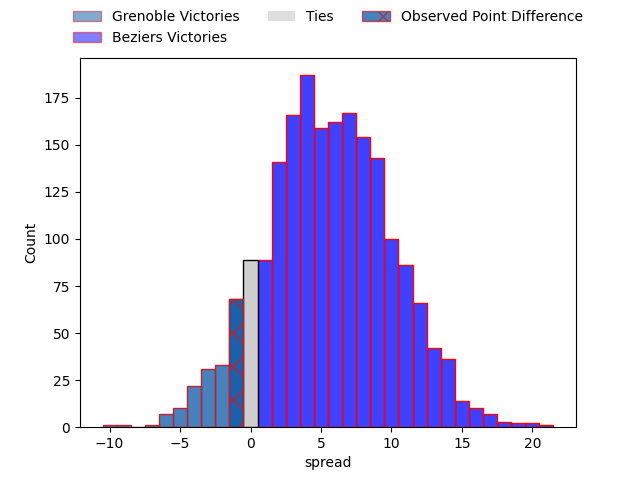 Grenoble Victories
Ties
Observed Point Difference
Beziers Victories
175
150
125
100
75
50
25
0
Count
−10
−5
0
5
10
15
20
spread